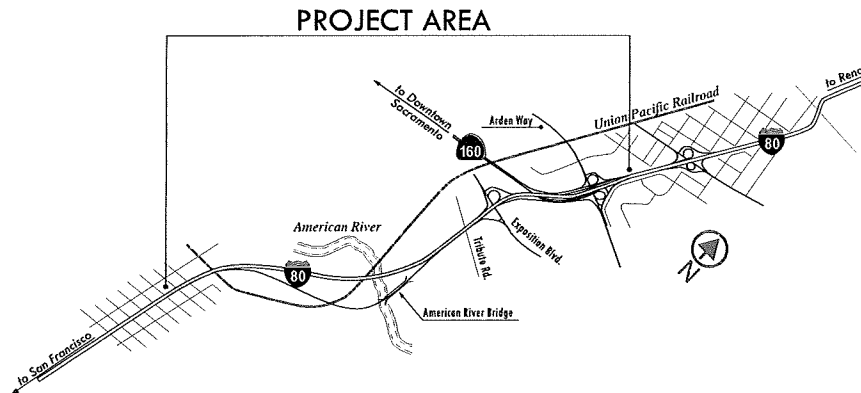 PROJECT AREA
to Reno
to Downtown
Sacramento
Union Pacific Railroad
Arden Way
160
80
American River
Exposition Blvd.
Tribute Rd.
N
80
American River Bridge
to San Francisco